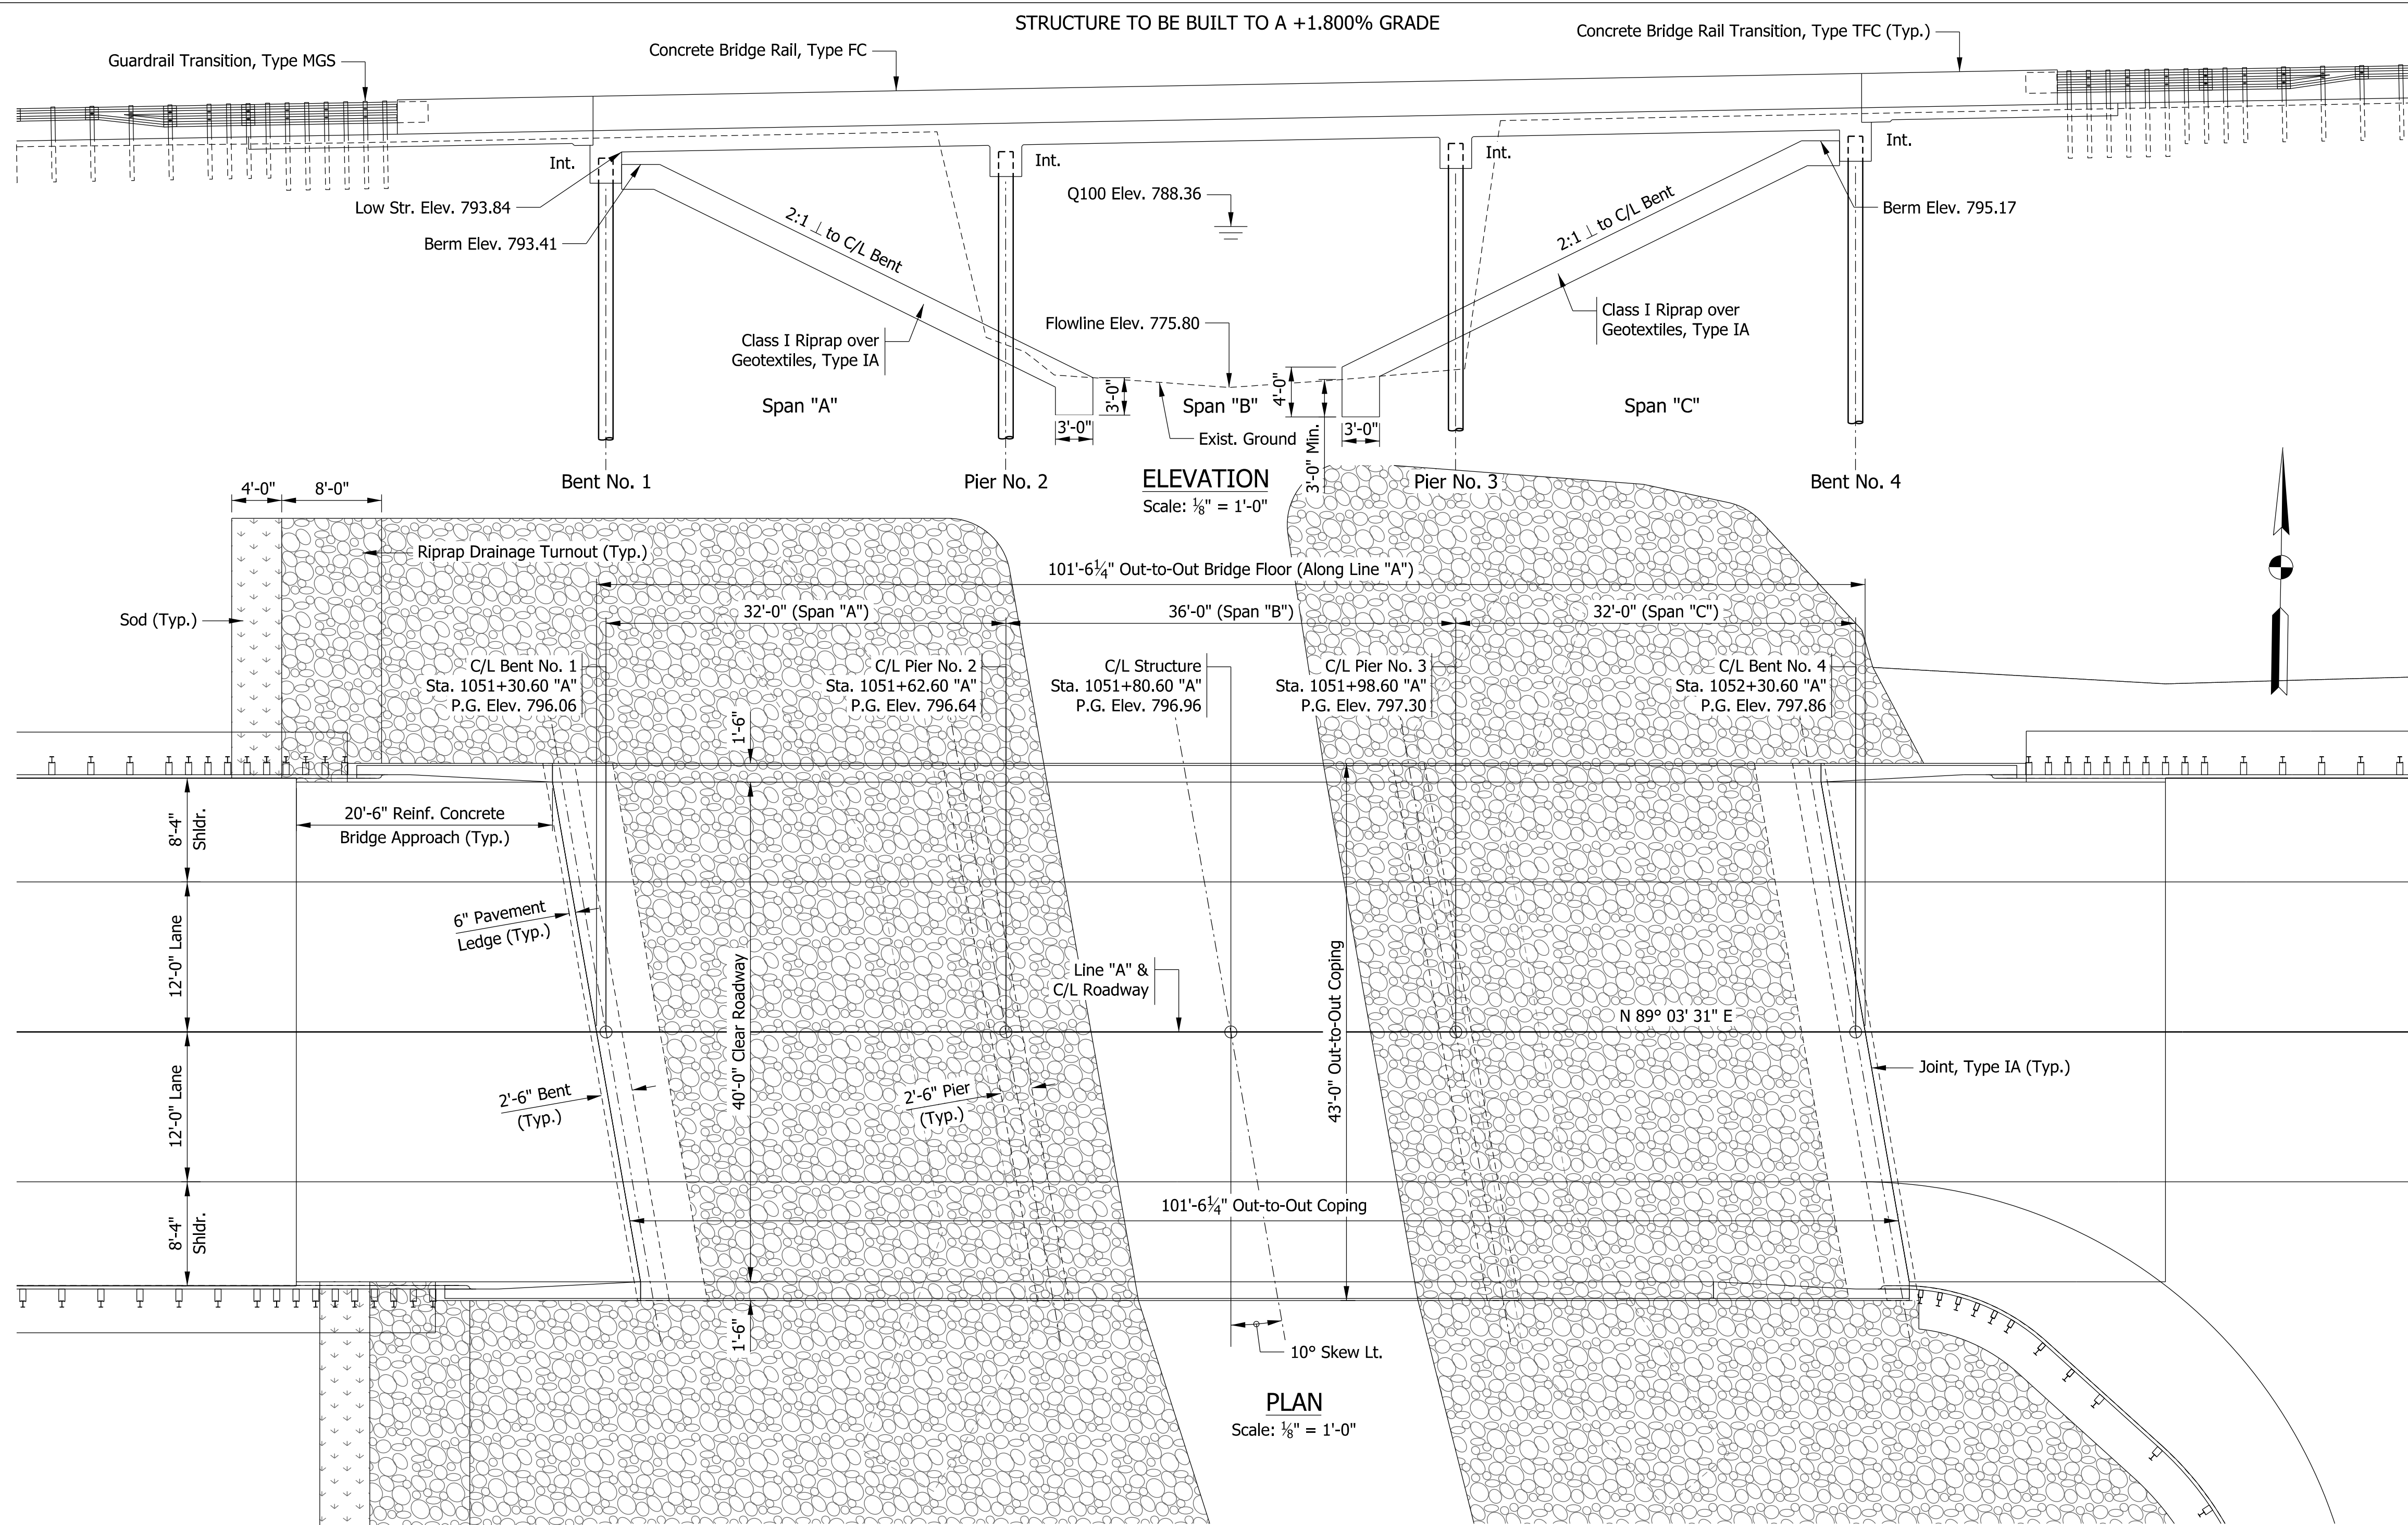 STRUCTURE TO BE BUILT TO A +1.800% GRADE
Guardrail Transition, Type MGS
Concrete Bridge Rail, Type FC
Concrete Bridge Rail Transition, Type TFC (Typ.)
Int.
Int.
Int.
Int.
Low Str. Elev. 793.84
Berm Elev. 793.41
2:1 ⊥ to C/L Bent
Q100 Elev. 788.36
2:1 ⊥ to C/L Bent
Berm Elev. 795.17
Class I Riprap over
Geotextiles, Type IA
Flowline Elev. 775.80
Class I Riprap over
Geotextiles, Type IA
Span "A"
3'-0"
3'-0"
Span "B"
Exist. Ground
4'-0"
3'-0" Min.
3'-0"
Span "C"
Bent No. 1
Pier No. 2
ELEVATION
Scale: ⅛" = 1'-0"
Pier No. 3
Bent No. 4
4'-0"
8'-0"
Riprap Drainage Turnout (Typ.)
Sod (Typ.)
101'-6¼" Out-to-Out Bridge Floor (Along Line "A")
32'-0" (Span "A")
36'-0" (Span "B")
32'-0" (Span "C")
C/L Bent No. 1
Sta. 1051+30.60 "A"
P.G. Elev. 796.06
C/L Pier No. 2
Sta. 1051+62.60 "A"
P.G. Elev. 796.64
C/L Structure
Sta. 1051+80.60 "A"
P.G. Elev. 796.96
C/L Pier No. 3
Sta. 1051+98.60 "A"
P.G. Elev. 797.30
C/L Bent No. 4
Sta. 1052+30.60 "A"
P.G. Elev. 797.86
1'-6"
8'-4"
Shldr.
20'-6" Reinf. Concrete
Bridge Approach (Typ.)
6" Pavement
Ledge (Typ.)
12'-0" Lane
40'-0" Clear Roadway
Line "A" &
C/L Roadway
43'-0" Out-to-Out Coping
N 89° 03' 31" E
12'-0" Lane
2'-6" Bent
(Typ.)
2'-6" Pier
(Typ.)
Joint, Type IA (Typ.)
8'-4"
Shldr.
101'-6¼" Out-to-Out Coping
1'-6"
10° Skew Lt.
PLAN
Scale: ⅛" = 1'-0"